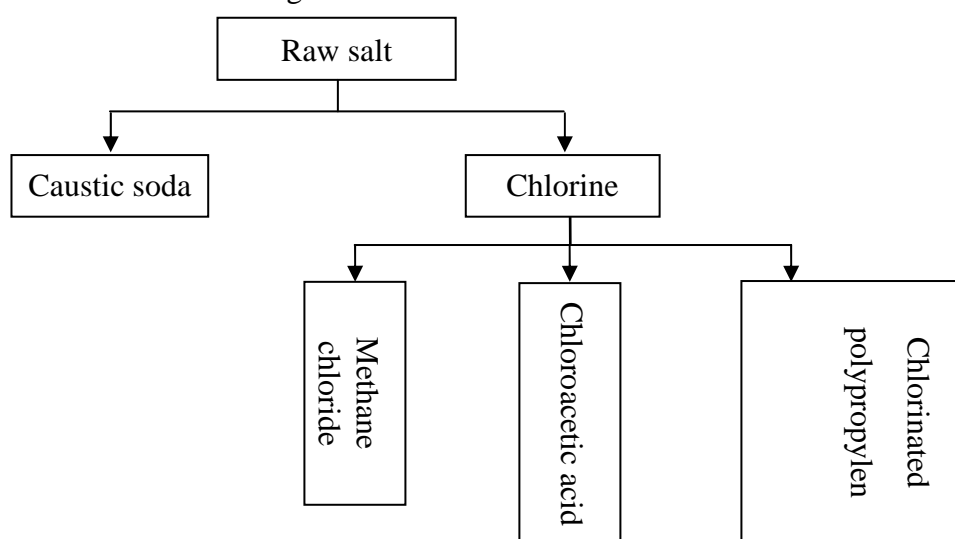 Raw salt
Caustic soda
Chlorine
Methane
chloride
Chloroacetic acid
Chlorinated
polypropylen